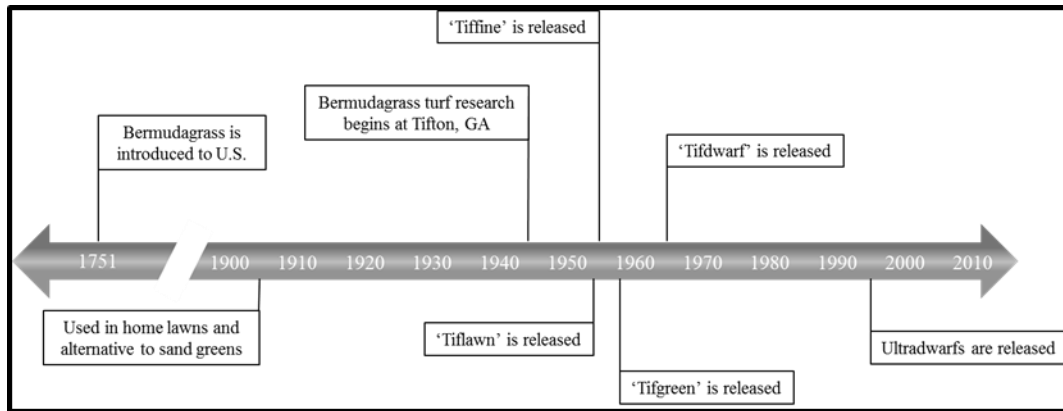 ‘Tiffine’ is released
Bermudagrass turf research
begins at Tifton, GA
Bermudagrass is
introduced to U.S.
‘Tifdwarf’ is released
1751 1900 1910 1920 1930 1940 1950 1960 1970 1980 1990 2000 2010
Used in home lawns and
alternative to sand greens
‘Tiflawn’ is released
Ultradwarfs are released
‘Tifgreen’ is released